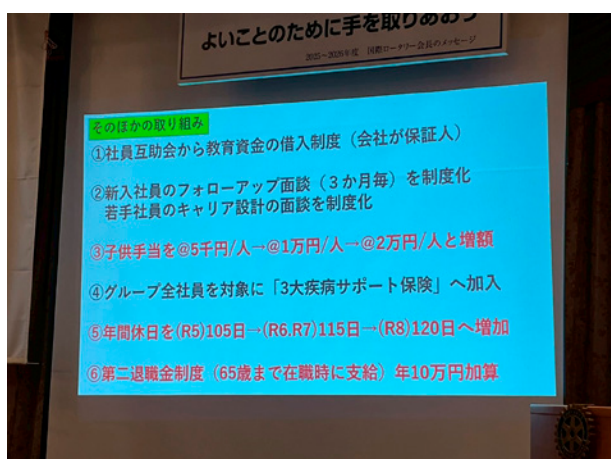 よいことのために手を取りあおう
2025~2026年度 国際ロータリー会長のメッセージ
そのほかの取り組み
①社員互助会から教育資金の借入制度（会社が保証人）
②新入社員のフォローアップ面談（３か月毎）を制度化
若手社員のキャリア設計の面談を制度化
③子供手当を@5千円/人→@1万円/人→@2万円/人と増額
④グループ全社員を対象に「3大疾病サポート保険」へ加入
⑤年間休日を(R5)105日→(R6.R7)115日→(R8)120日へ増加
⑥第二退職金制度（65歳まで在職時に支給）年10万円加算